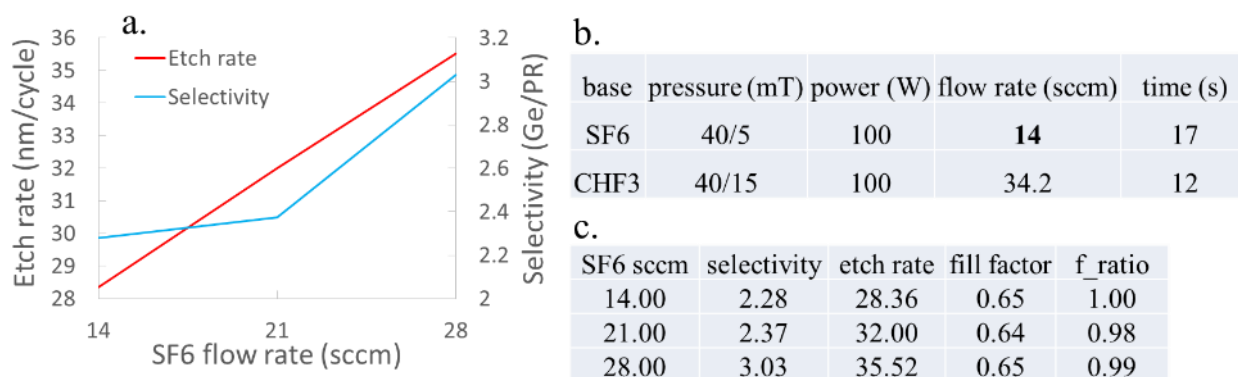 a.
Etch rate (nm/cycle)
36
35
34
33
32
31
30
29
28
Etch rate
Selectivity
3.2
3
2.8
2.6
2.4
2.2
2
Selectivity (Ge/PR)
14 21 28
SF6 flow rate (sccm)
b.
base pressure (mT) power (W) flow rate (sccm) time (s)
SF6 40/5 100 14 17
CHF3 40/15 100 34.2 12
c.
SF6 sccm selectivity etch rate fill factor f_ratio
14.00 2.28 28.36 0.65 1.00
21.00 2.37 32.00 0.64 0.98
28.00 3.03 35.52 0.65 0.99